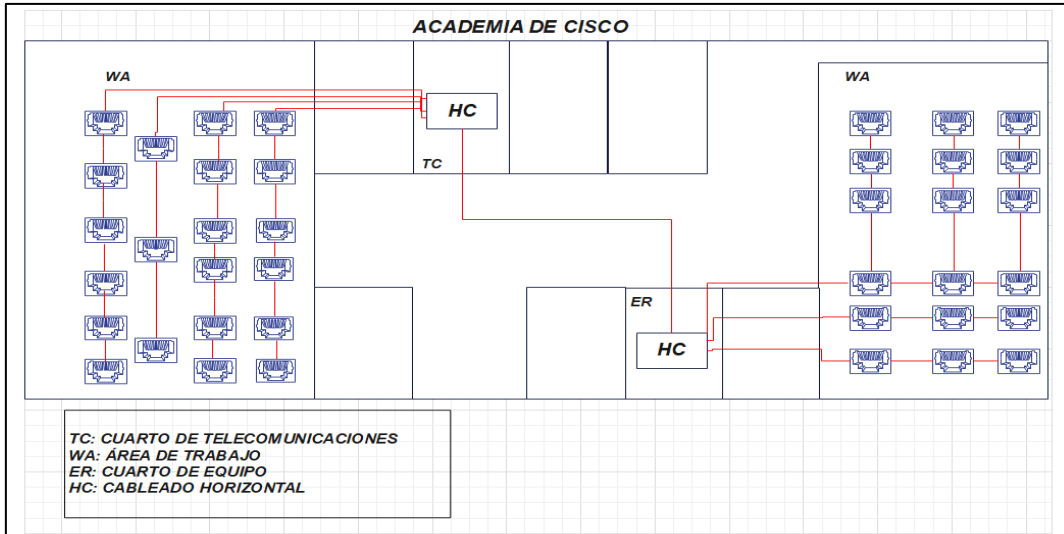 ACADEMIA DE CISCO
WA
HC
TC
WA
ER
HC
TC: CUARTO DE TELECOMUNICACIONES
WA: ÁREA DE TRABAJO
ER: CUARTO DE EQUIPO
HC: CABLEADO HORIZONTAL